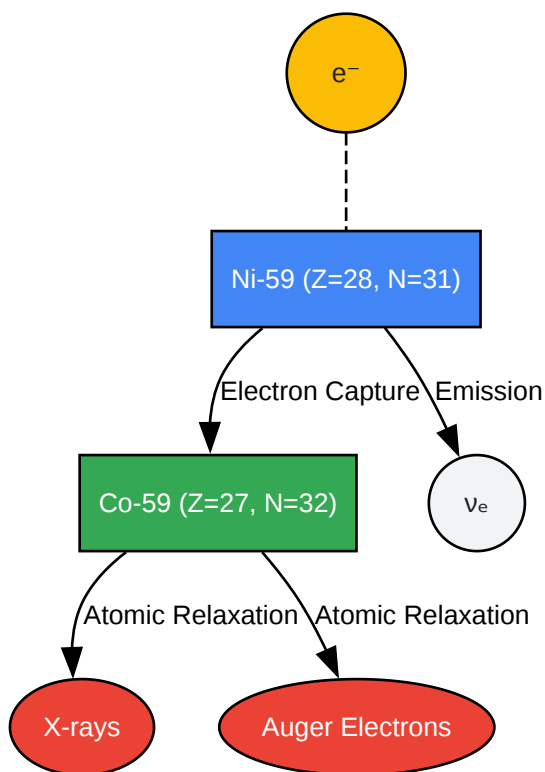 e⁻
Ni-59 (Z=28, N=31)
Electron Capture
Emission
Co-59 (Z=27, N=32)
νₑ
Atomic Relaxation
Atomic Relaxation
X-rays
Auger Electrons